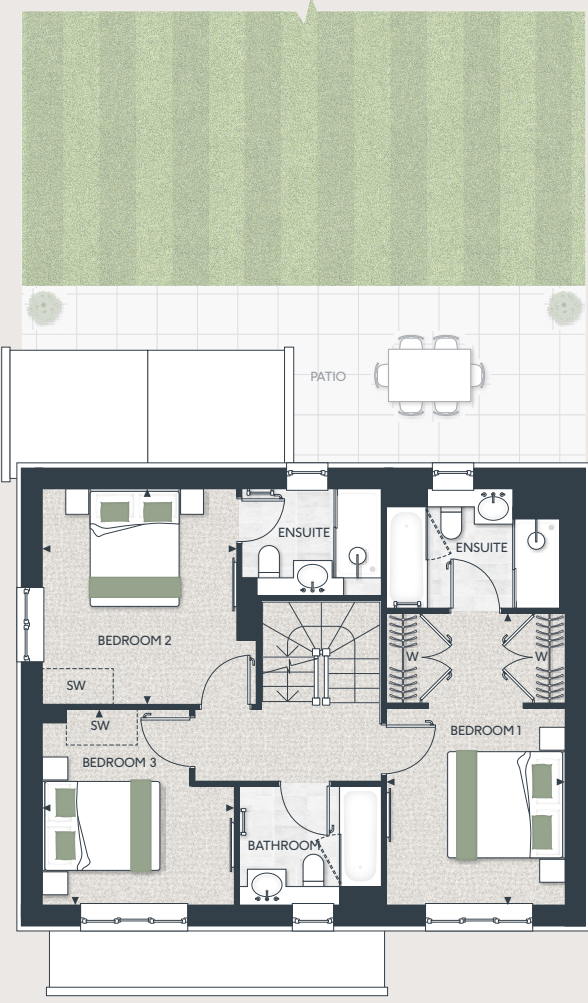 PATIO
ENSUITE
ENSUITE
BEDROOM 2
W
W
SW
SW
BEDROOM 1
BEDROOM 3
BATHROOM